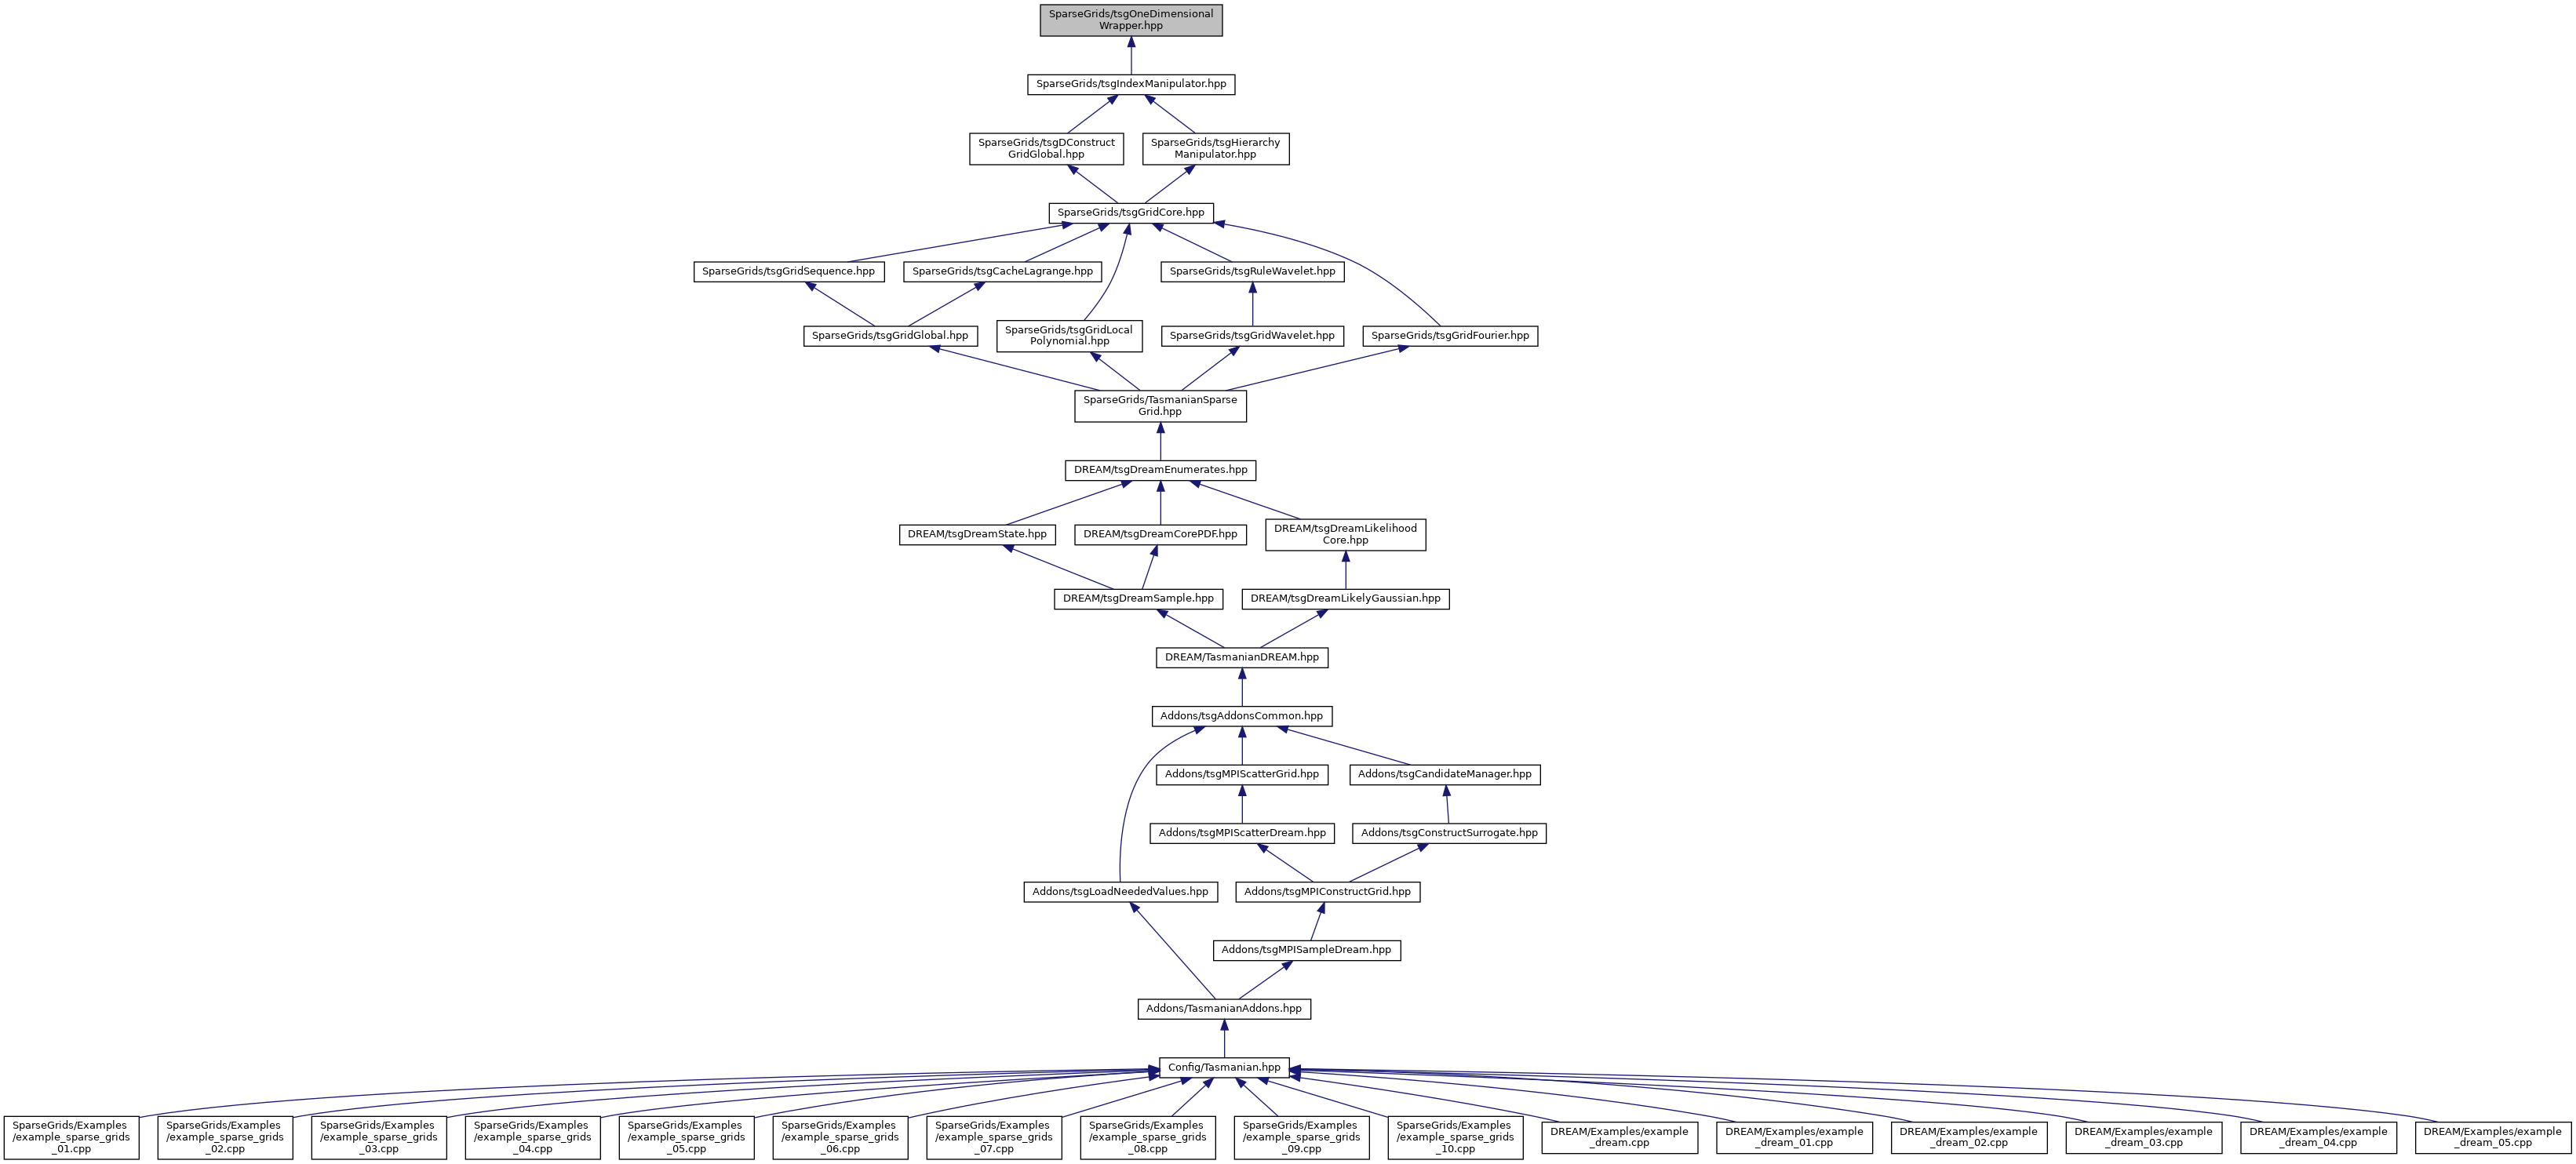 SparseGrids/tsgOneDimensional
Wrapper.hpp
SparseGrids/tsgIndexManipulator.hpp
SparseGrids/tsgDConstruct
GridGlobal.hpp
SparseGrids/tsgHierarchy
Manipulator.hpp
SparseGrids/tsgGridCore.hpp
SparseGrids/tsgGridSequence.hpp
SparseGrids/tsgCacheLagrange.hpp
SparseGrids/tsgRuleWavelet.hpp
SparseGrids/tsgGridGlobal.hpp
SparseGrids/tsgGridLocal
Polynomial.hpp
SparseGrids/tsgGridWavelet.hpp
SparseGrids/tsgGridFourier.hpp
SparseGrids/TasmanianSparse
Grid.hpp
DREAM/tsgDreamEnumerates.hpp
DREAM/tsgDreamState.hpp
DREAM/tsgDreamCorePDF.hpp
DREAM/tsgDreamLikelihood
Core.hpp
DREAM/tsgDreamSample.hpp
DREAM/tsgDreamLikelyGaussian.hpp
DREAM/TasmanianDREAM.hpp
Addons/tsgAddonsCommon.hpp
Addons/tsgMPIScatterGrid.hpp
Addons/tsgCandidateManager.hpp
Addons/tsgMPIScatterDream.hpp
Addons/tsgConstructSurrogate.hpp
Addons/tsgLoadNeededValues.hpp
Addons/tsgMPIConstructGrid.hpp
Addons/tsgMPISampleDream.hpp
Addons/TasmanianAddons.hpp
Config/Tasmanian.hpp
SparseGrids/Examples
/example_sparse_grids
_01.cpp
SparseGrids/Examples
/example_sparse_grids
_02.cpp
SparseGrids/Examples
/example_sparse_grids
_03.cpp
SparseGrids/Examples
/example_sparse_grids
_04.cpp
SparseGrids/Examples
/example_sparse_grids
_05.cpp
SparseGrids/Examples
/example_sparse_grids
_06.cpp
SparseGrids/Examples
/example_sparse_grids
_07.cpp
SparseGrids/Examples
/example_sparse_grids
_08.cpp
SparseGrids/Examples
/example_sparse_grids
_09.cpp
SparseGrids/Examples
/example_sparse_grids
_10.cpp
DREAM/Examples/example
_dream.cpp
DREAM/Examples/example
_dream_01.cpp
DREAM/Examples/example
_dream_02.cpp
DREAM/Examples/example
_dream_03.cpp
DREAM/Examples/example
_dream_04.cpp
DREAM/Examples/example
_dream_05.cpp